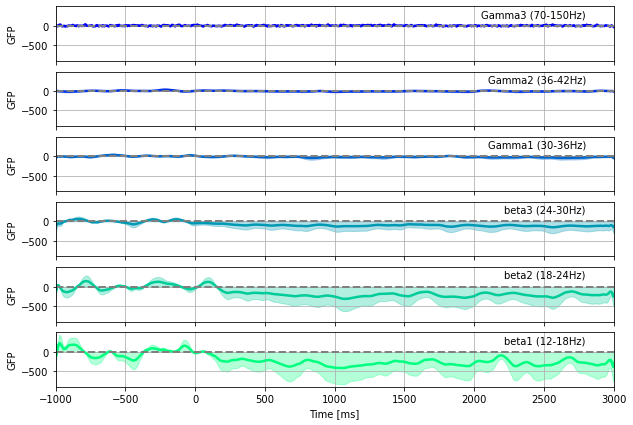 Gamma3 (70-150Hz)
GFP
0
−500
Gamma2 (36-42Hz)
GFP
0
−500
Gamma1 (30-36Hz)
GFP
0
−500
beta3 (24-30Hz)
GFP
0
−500
beta2 (18-24Hz)
GFP
0
−500
beta1 (12-18Hz)
GFP
0
−500
−1000 −500 0 500 1000 1500 2000 2500 3000
Time [ms]